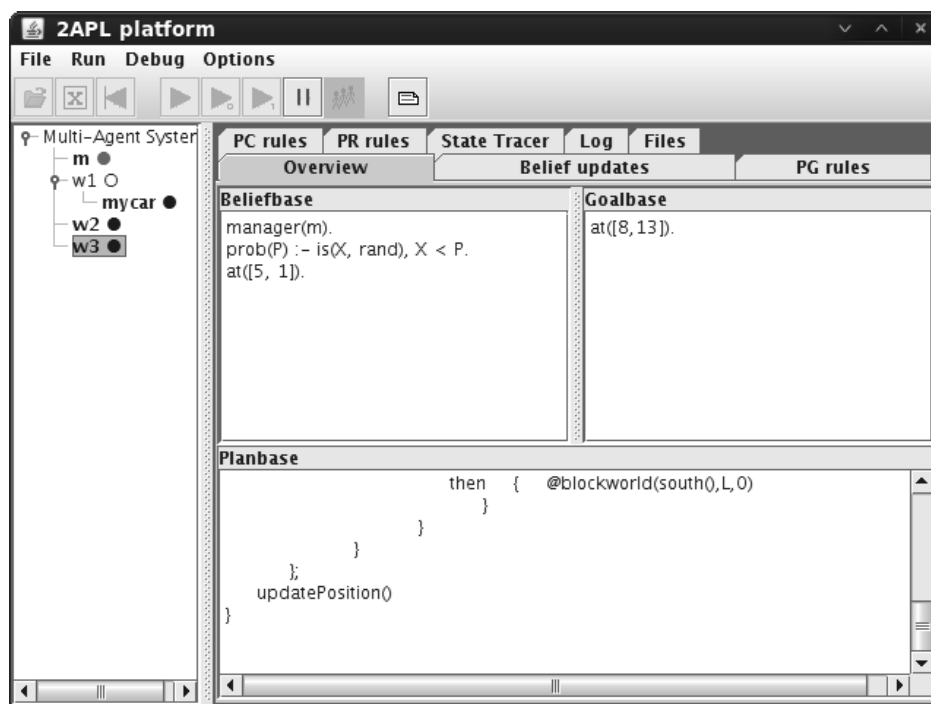 2APL platform
File Run Debug Options
Multi-Agent System
m
w1
mycar
w2
w3
PC rules PR rules State Tracer Log Files
Overview Belief updates PG rules
Beliefbase
manager(m).
prob(P) :- is(X, rand), X < P.
at([5, 1]).
Goalbase
at([8,13]).
Planbase
then { @blockworld(south(),L,0)
}
}
}
};
updatePosition()
}